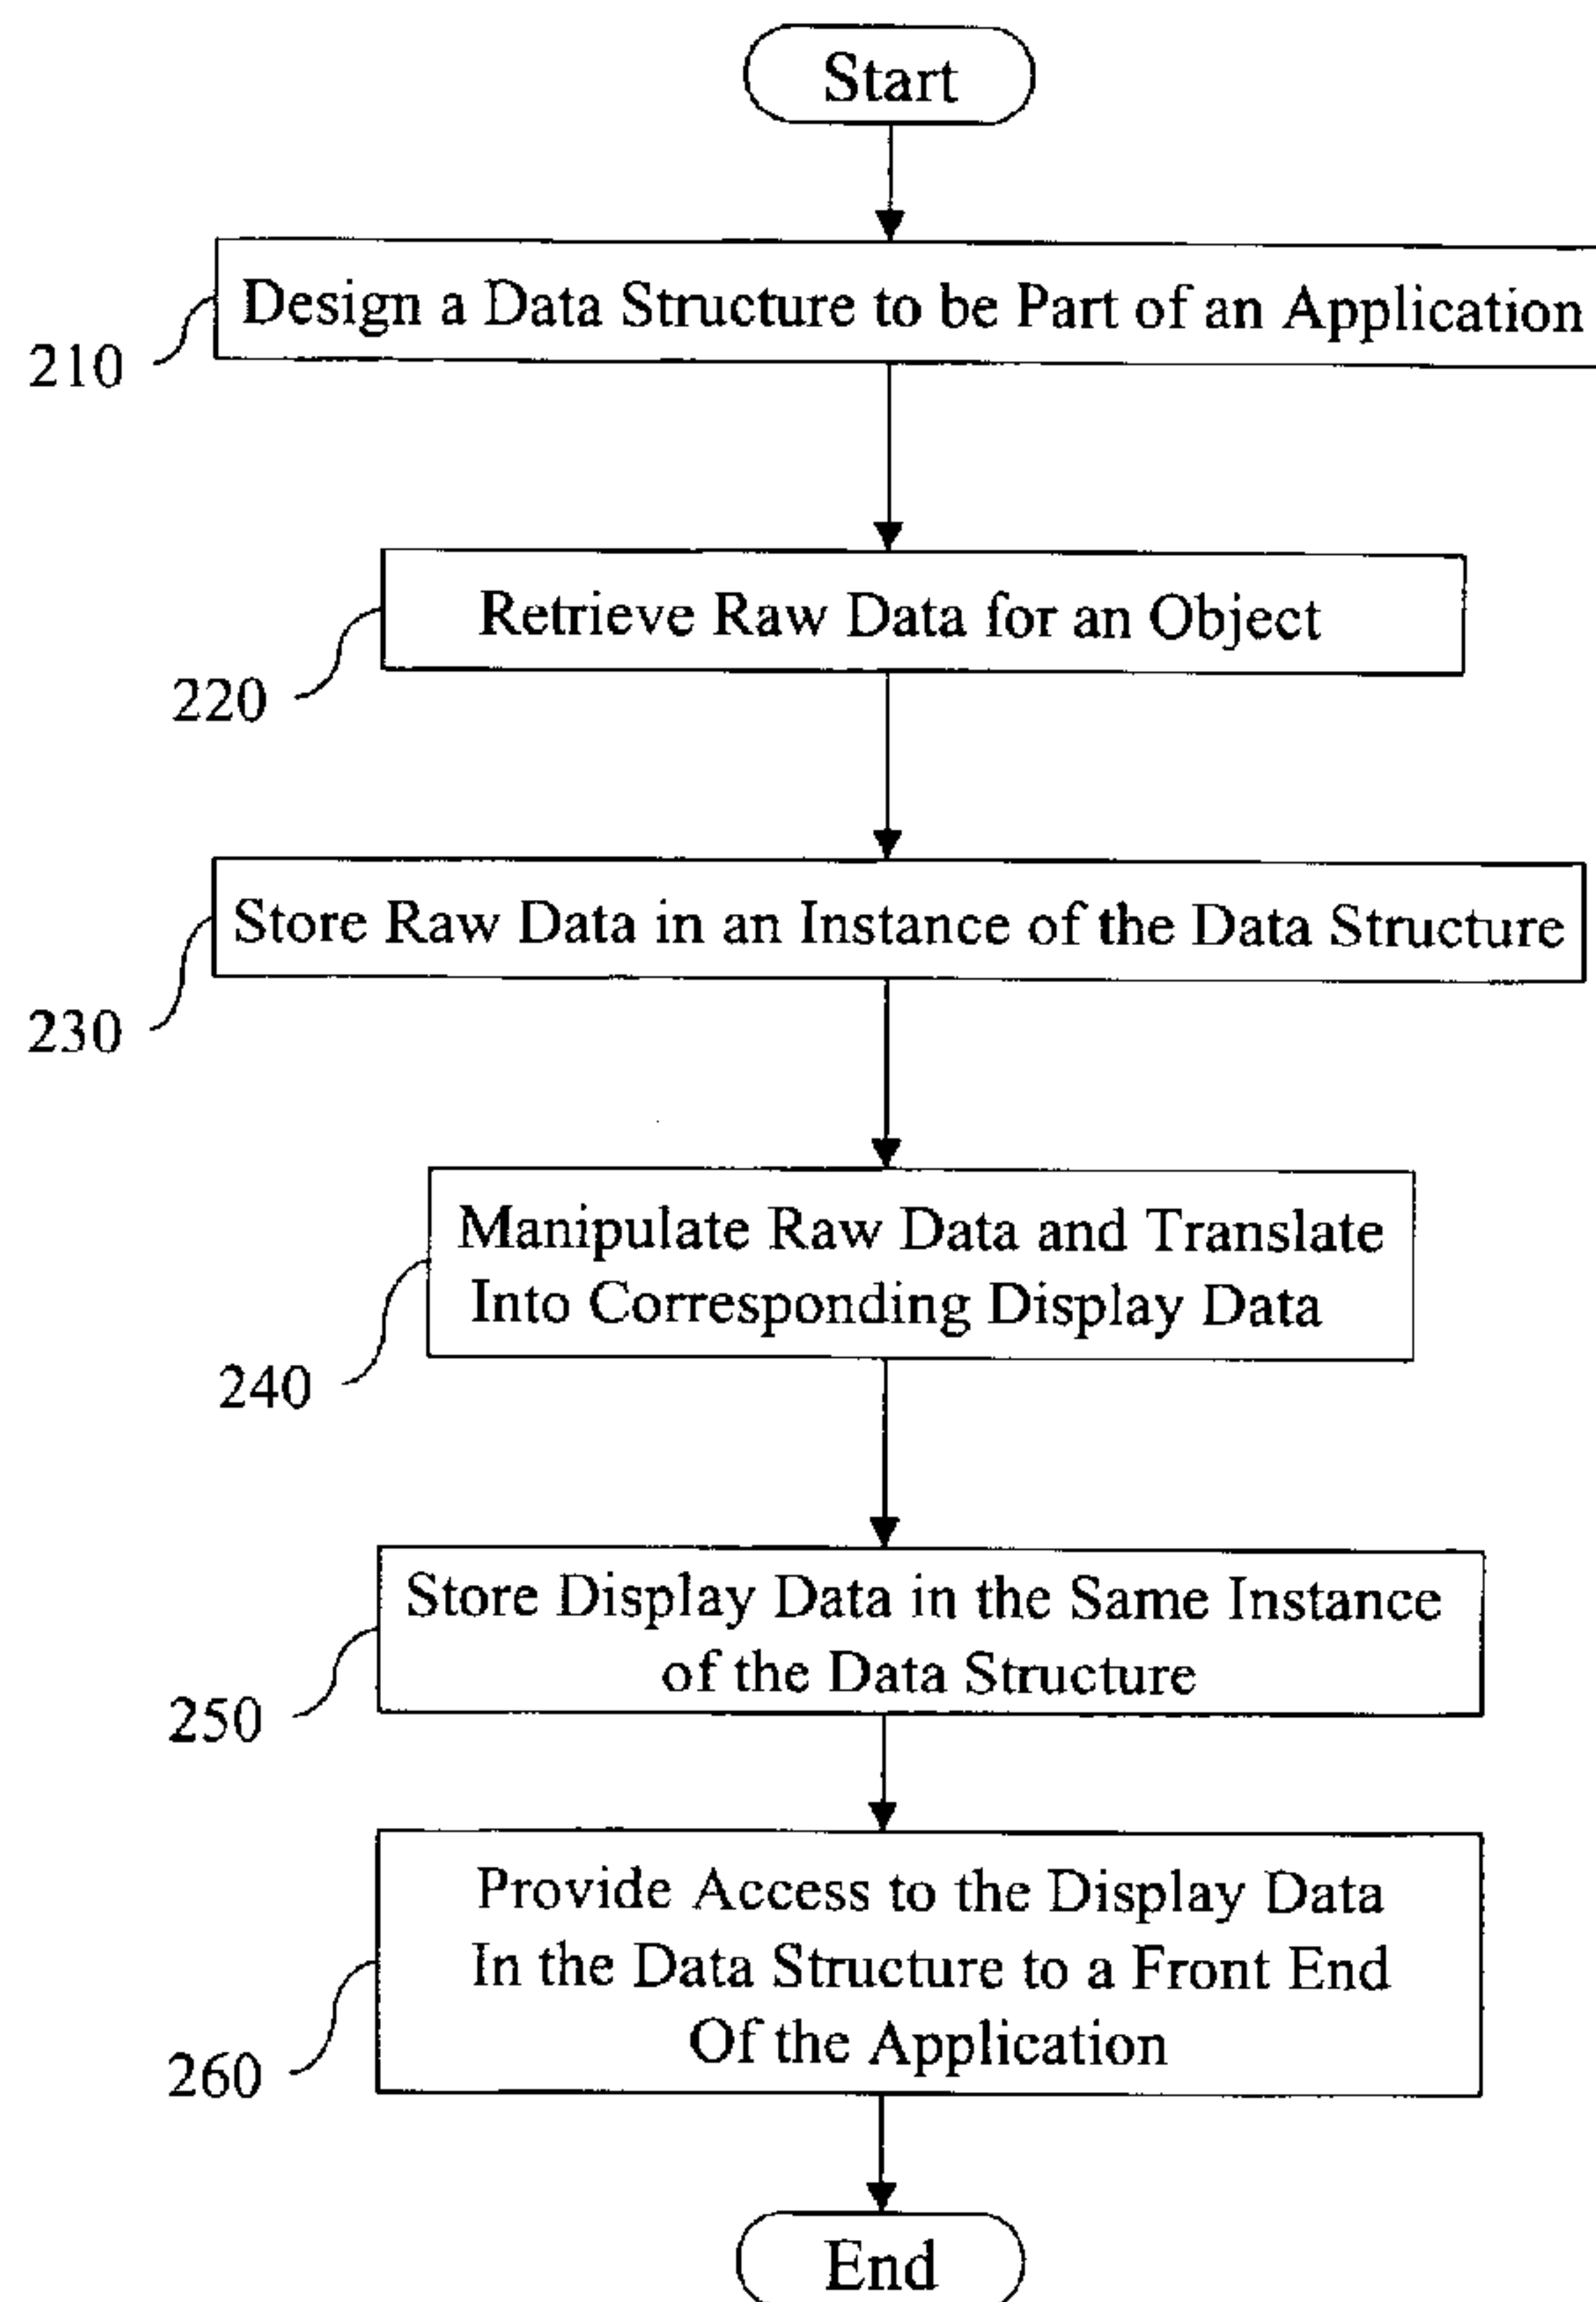 Start
Design a Data Structure to be Part of an Application
210
Retrieve Raw Data for an Object
220
Store Raw Data in an Instance of the Data Structure
230
Manipulate Raw Data and Translate
Into Corresponding Display Data
240
Store Display Data in the Same Instance
of the Data Structure
250
Provide Access to the Display Data
In the Data Structure to a Front End
Of the Application
260
End